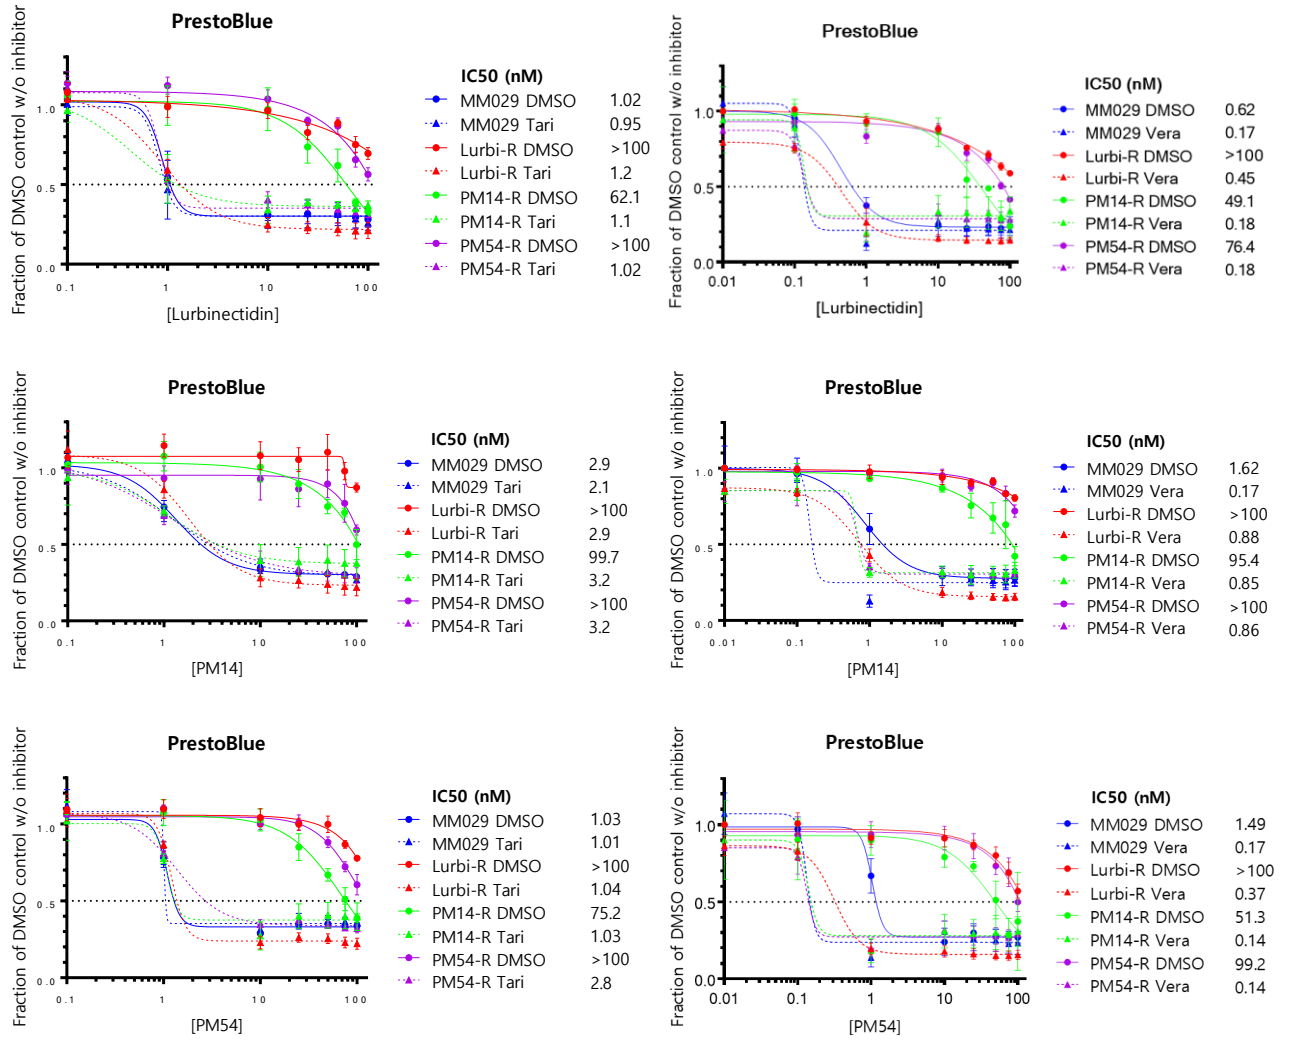 PrestoBlue
Fraction of DMSO control w/o inhibitor
1.0
0.5
0.0
0.1
1
10
100
[Lurbinectidin]
IC50 (nM)
MM029 DMSO 1.02
MM029 Tari 0.95
Lurbi-R DMSO >100
Lurbi-R Tari 1.2
PM14-R DMSO 62.1
PM14-R Tari 1.1
PM54-R DMSO >100
PM54-R Tari 1.02
PrestoBlue
Fraction of DMSO control w/o inhibitor
1.0
0.5
0.0
0.01
0.1
1
10
100
[Lurbinectidin]
IC50 (nM)
MM029 DMSO 0.62
MM029 Vera 0.17
Lurbi-R DMSO >100
Lurbi-R Vera 0.45
PM14-R DMSO 49.1
PM14-R Vera 0.18
PM54-R DMSO 76.4
PM54-R Vera 0.18
PrestoBlue
Fraction of DMSO control w/o inhibitor
1.0
0.5
0.0
0.1
1
10
100
[PM14]
IC50 (nM)
MM029 DMSO 2.9
MM029 Tari 2.1
Lurbi-R DMSO >100
Lurbi-R Tari 2.9
PM14-R DMSO 99.7
PM14-R Tari 3.2
PM54-R DMSO >100
PM54-R Tari 3.2
PrestoBlue
Fraction of DMSO control w/o inhibitor
1.0
0.5
0.0
0.01
0.1
1
10
100
[PM14]
IC50 (nM)
MM029 DMSO 1.62
MM029 Vera 0.17
Lurbi-R DMSO >100
Lurbi-R Vera 0.88
PM14-R DMSO 95.4
PM14-R Vera 0.85
PM54-R DMSO >100
PM54-R Vera 0.86
PrestoBlue
Fraction of DMSO control w/o inhibitor
1.0
0.5
0.0
0.1
1
10
100
[PM54]
IC50 (nM)
MM029 DMSO 1.03
MM029 Tari 1.01
Lurbi-R DMSO >100
Lurbi-R Tari 1.04
PM14-R DMSO 75.2
PM14-R Tari 1.03
PM54-R DMSO >100
PM54-R Tari 2.8
PrestoBlue
Fraction of DMSO control w/o inhibitor
1.0
0.5
0.0
0.01
0.1
1
10
100
[PM54]
IC50 (nM)
MM029 DMSO 1.49
MM029 Vera 0.17
Lurbi-R DMSO >100
Lurbi-R Vera 0.37
PM14-R DMSO 51.3
PM14-R Vera 0.14
PM54-R DMSO 99.2
PM54-R Vera 0.14